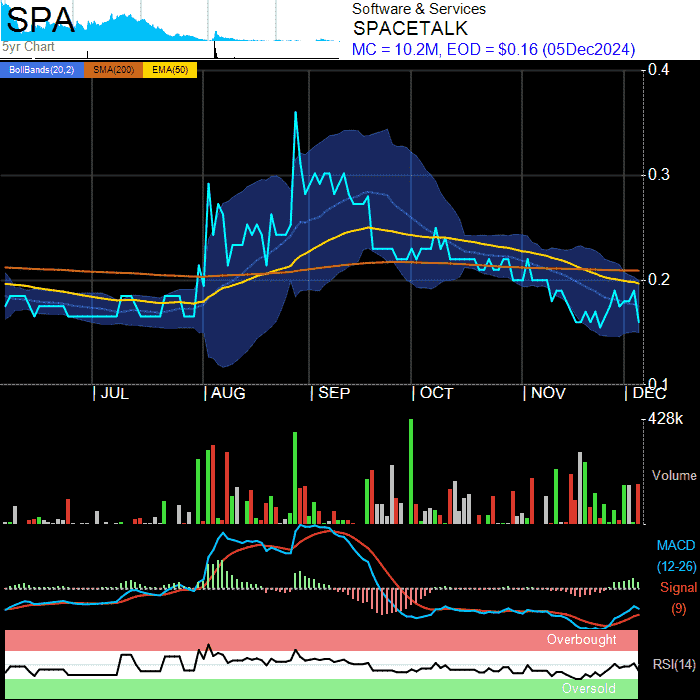 SPA
Software & Services
SPACETALK
5yr Chart
MC = 10.2M, EOD = $0.16 (05Dec2024)
BollBands(20,2) SMA(200) EMA(50)
0.4
0.3
0.2
0.1
JUL AUG SEP OCT NOV DEC
428k
Volume
MACD
(12-26)
Signal
(9)
Overbought
RSI(14)
Oversold